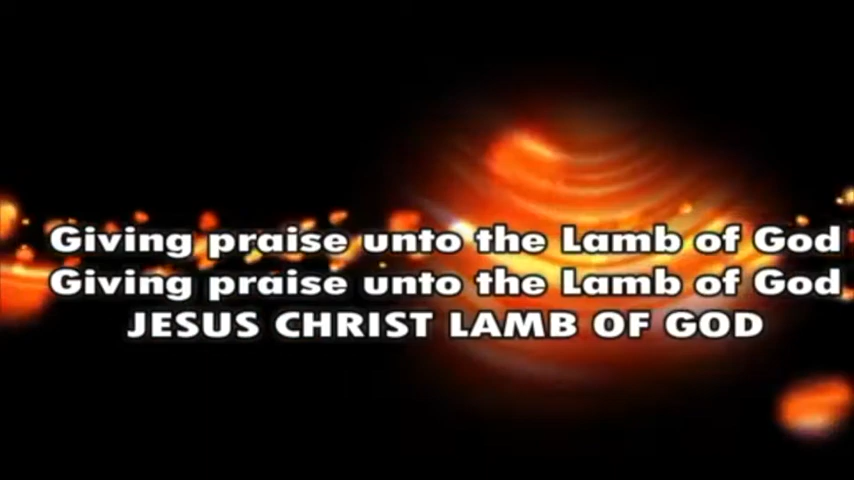 Giving praise unto the Lamb of God
Giving praise unto the Lamb of God
JESUS CHRIST LAMB OF GOD